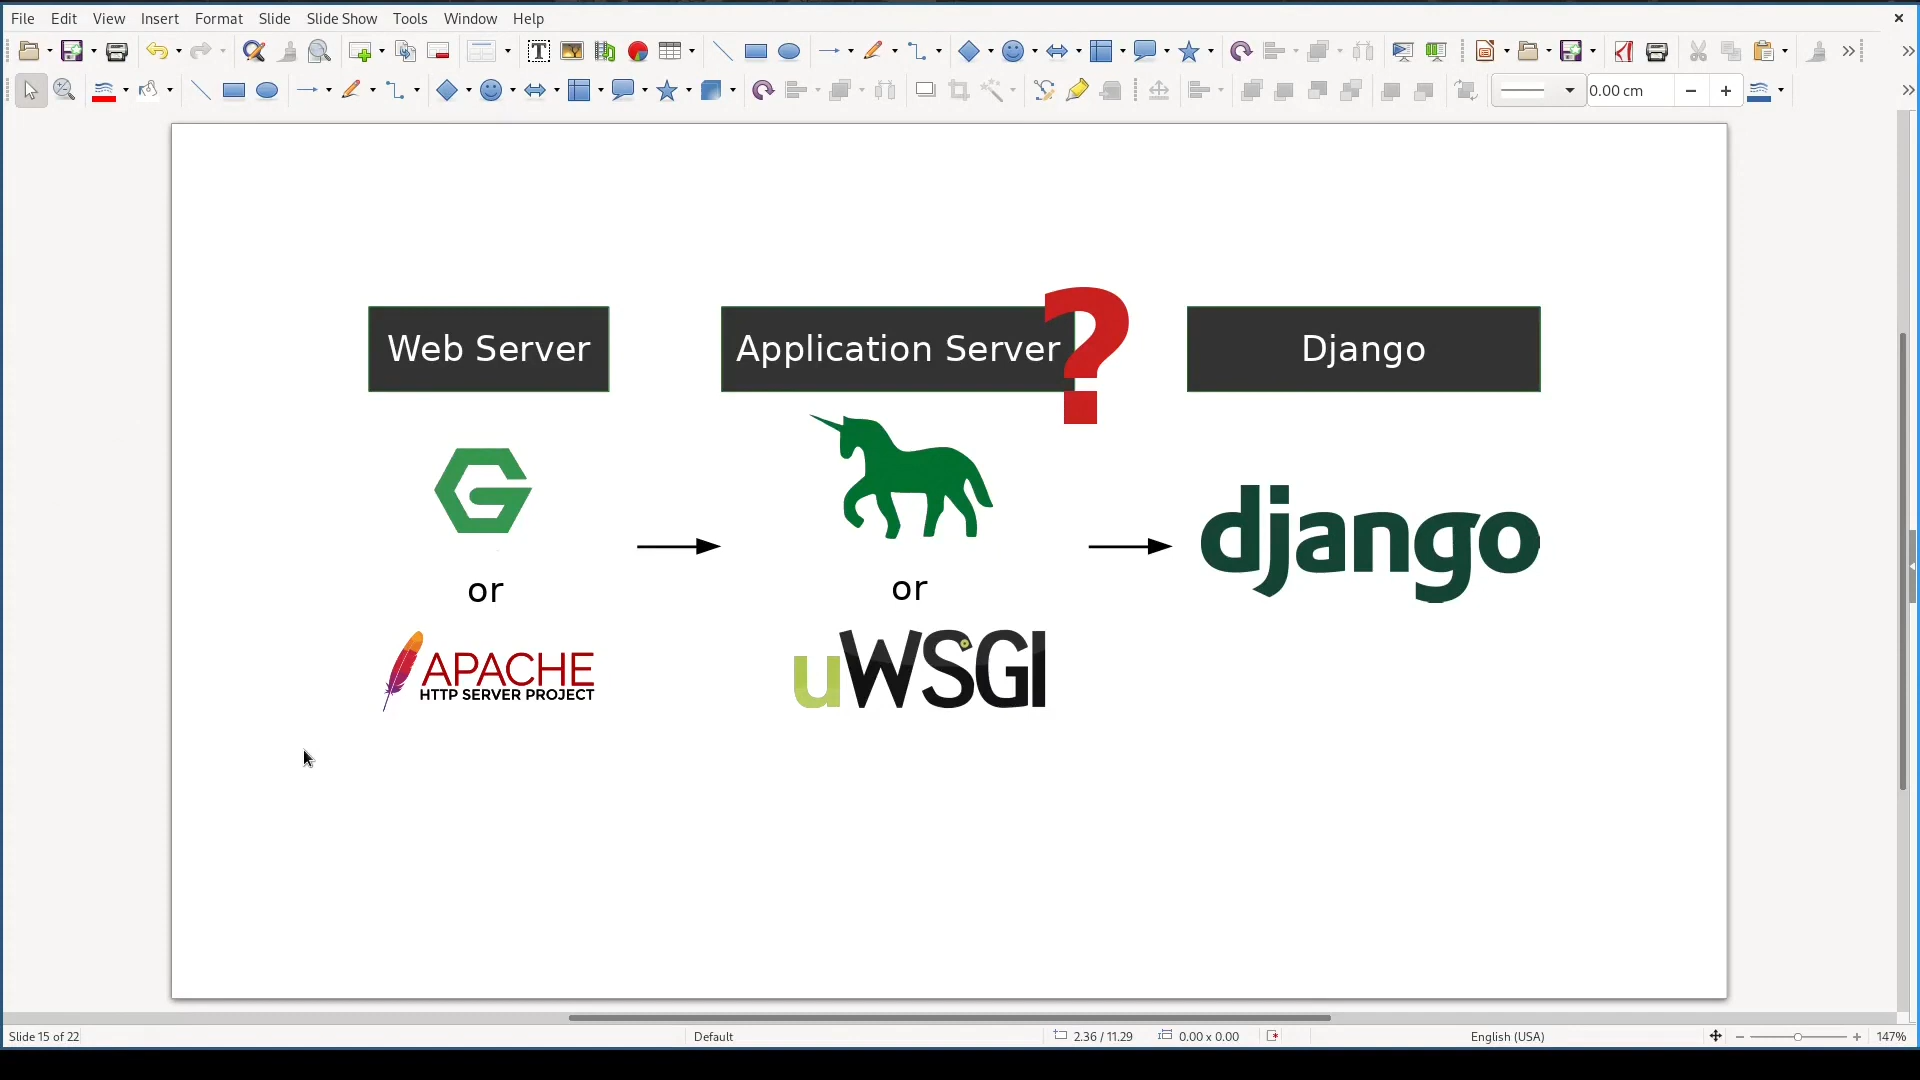 File Edit View Insert Format Slide Slide Show Tools Window Help
0.00 cm
Web Server
Application Server
?
Django
G
or
or
django
APACHE
HTTP SERVER PROJECT
uWSGI
Slide 15 of 22
Default
2.36 / 11.29
0.00 x 0.00
English (USA)
147%